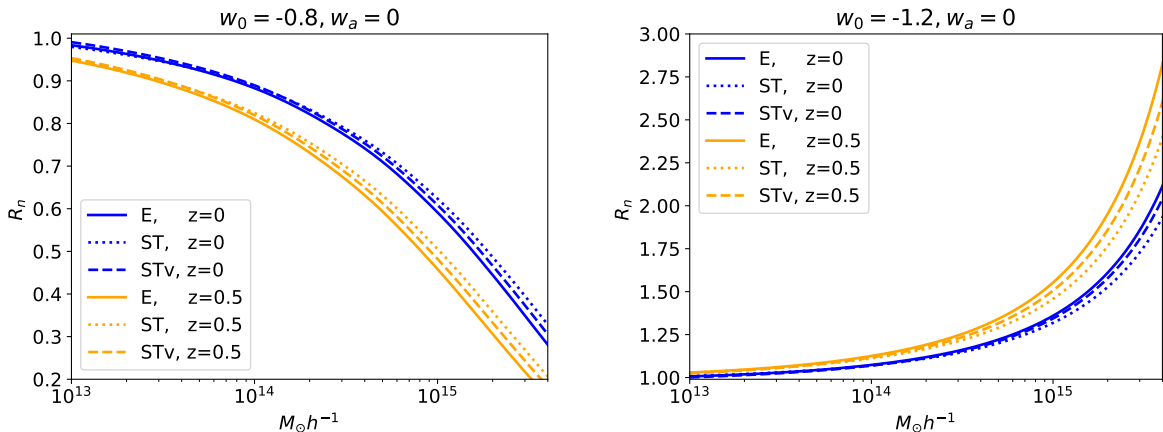 w₀ = -0.8, wₐ = 0
1.0
0.9
0.8
0.7
0.6
0.5
0.4
0.3
0.2
Rₙ
E, z=0
ST, z=0
STv, z=0
E, z=0.5
ST, z=0.5
STv, z=0.5
10¹³
10¹⁴
10¹⁵
M⊙h⁻¹
w₀ = -1.2, wₐ = 0
3.00
2.75
2.50
2.25
2.00
1.75
1.50
1.25
1.00
Rₙ
E, z=0
ST, z=0
STv, z=0
E, z=0.5
ST, z=0.5
STv, z=0.5
10¹³
10¹⁴
10¹⁵
M⊙h⁻¹